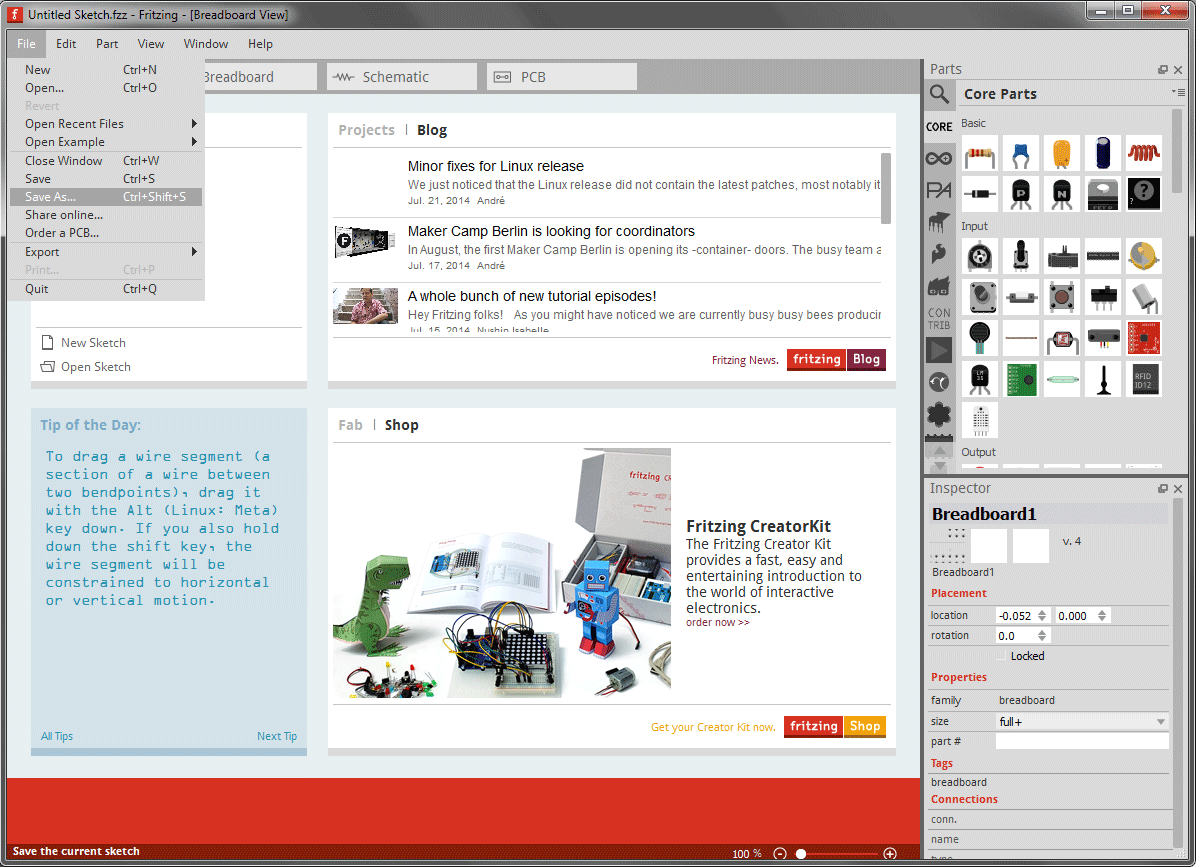 Untitled Sketch.fzz - Fritzing - [Breadboard View]
File Edit Part View Window Help
New Ctrl+N
Open... Ctrl+O
Revert
Open Recent Files
Open Example
Close Window Ctrl+W
Save Ctrl+S
Save As... Ctrl+Shift+S
Share online...
Order a PCB...
Export
Print... Ctrl+P
Quit Ctrl+Q
Breadboard Schematic PCB
New Sketch
Open Sketch
Projects | Blog
Minor fixes for Linux release
We just noticed that the Linux release did not contain the latest patches, most notably it
Jul. 21, 2014 André
Maker Camp Berlin is looking for coordinators
In August, the first Maker Camp Berlin is opening its -container- doors. The busy team a
Jul. 17, 2014 André
A whole bunch of new tutorial episodes!
Hey Fritzing folks! As you might have noticed we are currently busy busy bees producin
Jul. 15, 2014 Nushin Isabelle
Fritzing News. fritzing Blog
Tip of the Day:
To drag a wire segment (a
section of a wire between
two bendpoints), drag it
with the Alt (Linux: Meta)
key down. If you also hold
down the shift key, the
wire segment will be
constrained to horizontal
or vertical motion.
All Tips Next Tip
Fab | Shop
Fritzing CreatorKit
The Fritzing Creator Kit
provides a fast, easy and
entertaining introduction to
the world of interactive
electronics.
order now >>
Get your Creator Kit now. fritzing Shop
Save the current sketch
100 %
Parts
Core Parts
CORE
PA
CON
TRIB
Basic
P
N
?
Input
LM
35
RFID
ID12
Output
Inspector
Breadboard1
v. 4
Breadboard1
Placement
location -0.052 0.000
rotation 0.0
Locked
Properties
family breadboard
size full+
part #
Tags
breadboard
Connections
conn.
name
type